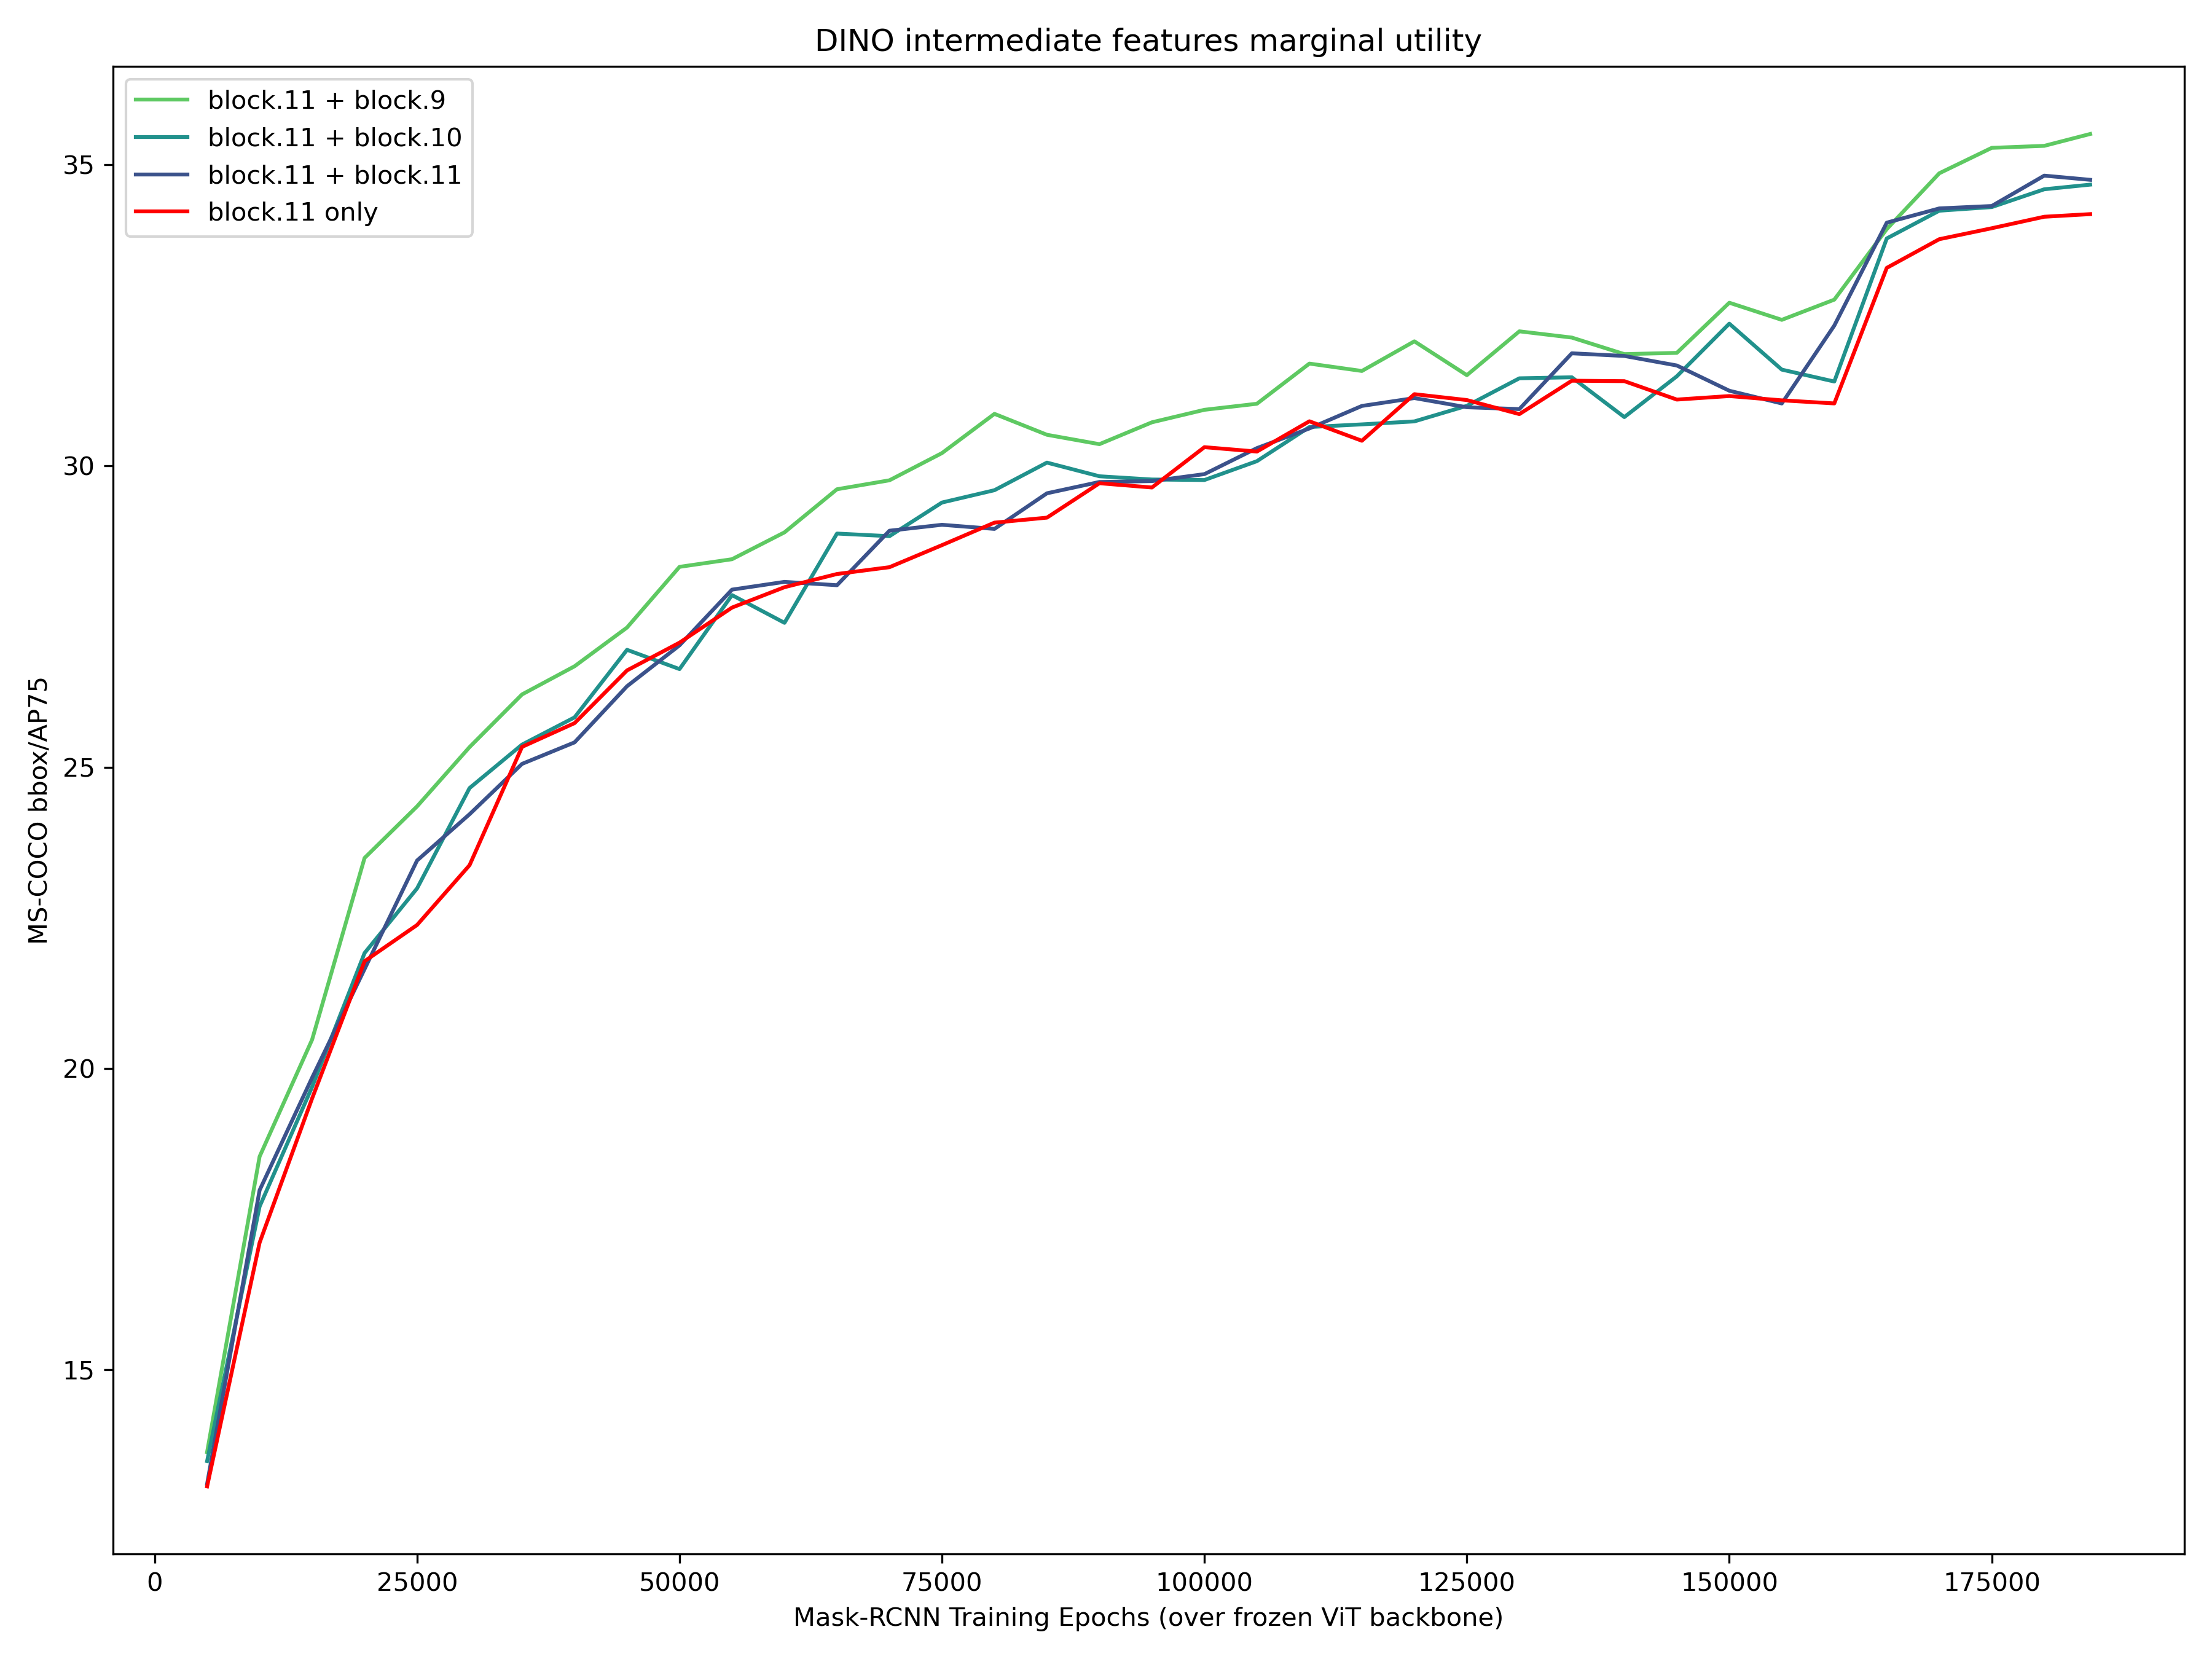 DINO intermediate features marginal utility
block.11 + block.9
block.11 + block.10
block.11 + block.11
block.11 only
MS-COCO bbox/AP75
35
30
25
20
15
0 25000 50000 75000 100000 125000 150000 175000
Mask-RCNN Training Epochs (over frozen ViT backbone)